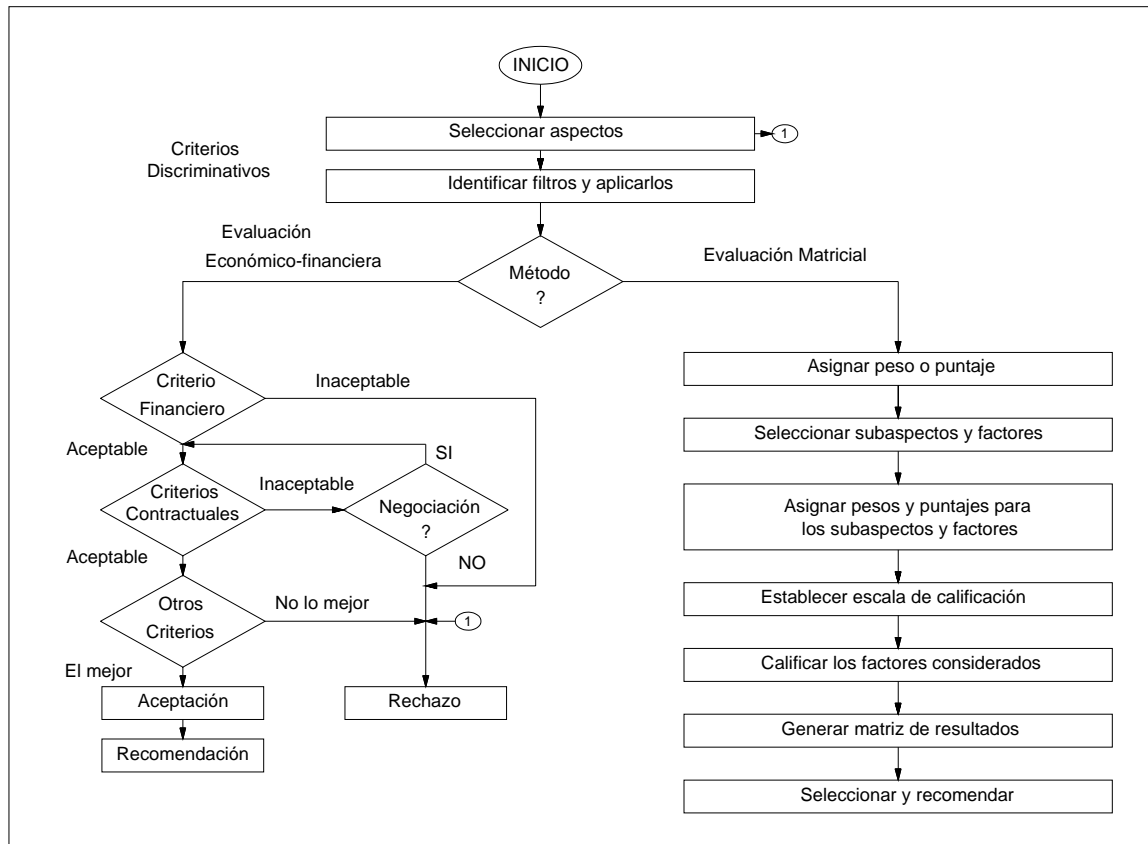 INICIO
Seleccionar aspectos
1
Criterios
Discriminativos
Identificar filtros y aplicarlos
Evaluación
Económico-financiera
Método
?
Evaluación Matricial
Criterio
Financiero
Inaceptable
Aceptable
SI
Criterios
Contractuales
Inaceptable
Negociación
?
Aceptable
NO
Otros
Criterios
No lo mejor
1
El mejor
Aceptación
Rechazo
Recomendación
Asignar peso o puntaje
Seleccionar subaspectos y factores
Asignar pesos y puntajes para
los subaspectos y factores
Establecer escala de calificación
Calificar los factores considerados
Generar matriz de resultados
Seleccionar y recomendar